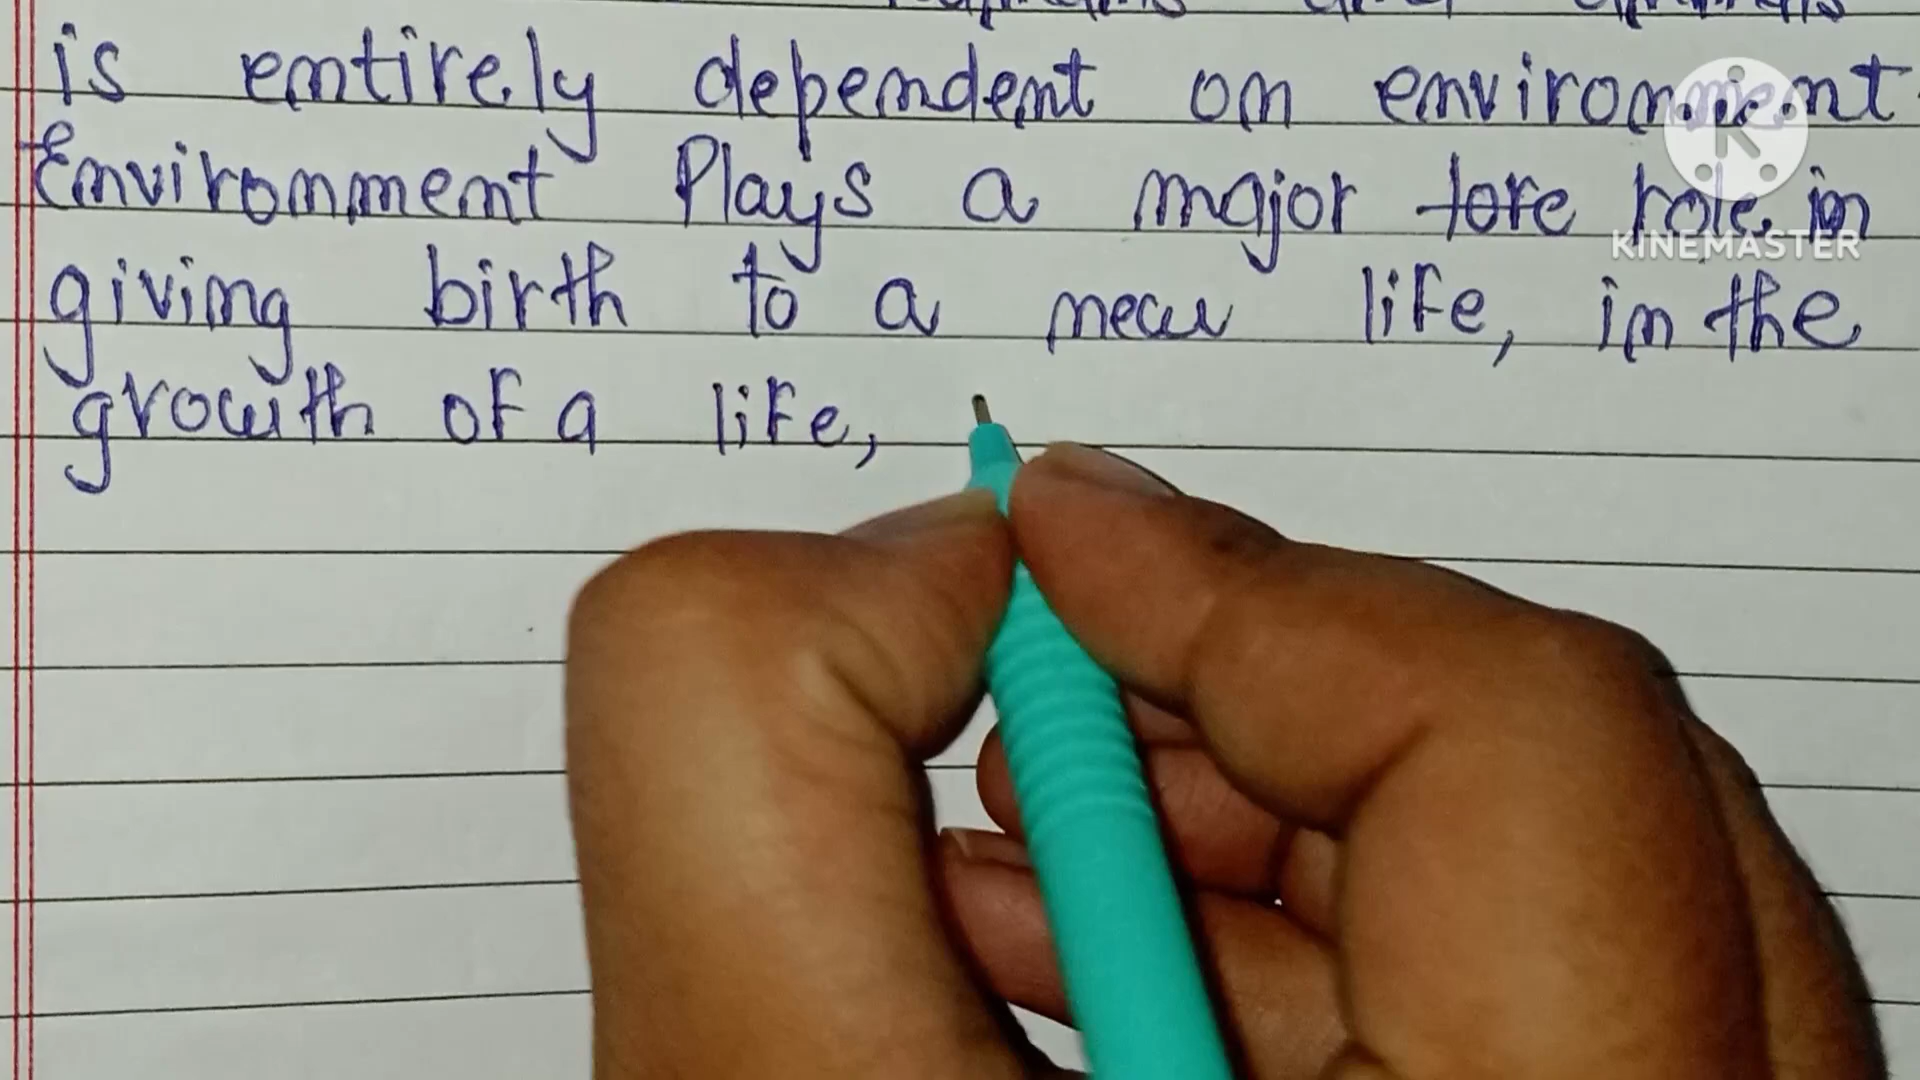 is entirely dependent on environment.
Environment Plays a major tore role in
KINEMASTER
giving birth to a new life, in the
growth of a life,